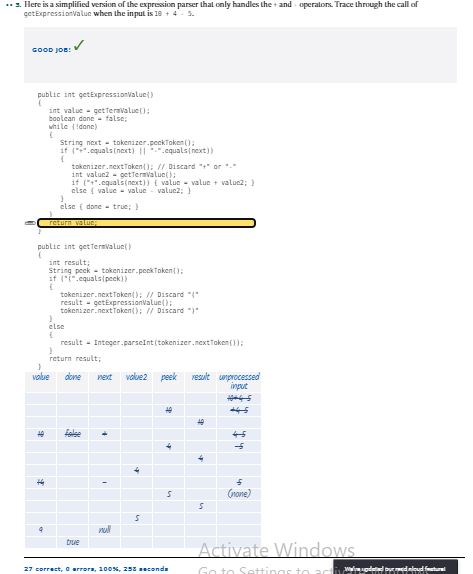 •• 3. Here is a simplified version of the expression parser that only handles the + and - operators. Trace through the call of
getExpressionValue when the input is 10 + 4 - 5.
GOOD JOB!
public int getExpressionValue()
{
int value = getTermValue();
boolean done = false;
while (!done)
{
String next = tokenizer.peekToken();
if ("+".equals(next) || "-".equals(next))
{
tokenizer.nextToken(); // Discard "+" or "-"
int value2 = getTermValue();
if ("+".equals(next)) { value = value + value2; }
else { value = value - value2; }
}
else { done = true; }
}
return value;
}
public int getTermValue()
{
int result;
String peek = tokenizer.peekToken();
if ("(".equals(peek))
{
tokenizer.nextToken(); // Discard "("
result = getExpressionValue();
tokenizer.nextToken(); // Discard ")"
}
else
{
result = Integer.parseInt(tokenizer.nextToken());
}
return result;
}
value done next value2 peek result unprocessed
input
10+4-5
10 +4-5
10
10 false + 4-5
4 -5
4
4
14 - 5
5 (none)
5
5
9 null
true
Activate Windows
27 correct, 0 errors, 100%, 258 seconds
Go to Settings to
We've updated our read aloud feature!